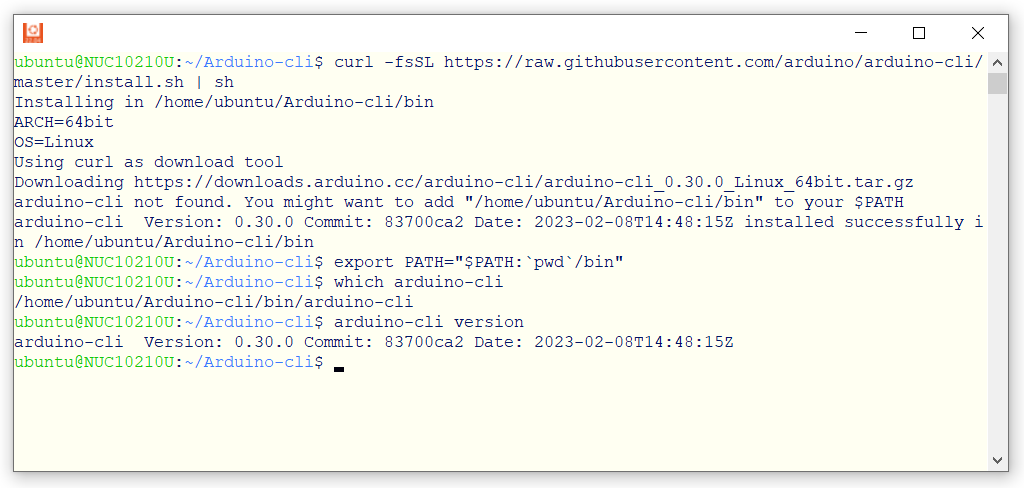 ubuntu@NUC10210U:~/Arduino-cli$ curl -fsSL https://raw.githubusercontent.com/arduino/arduino-cli/
master/install.sh | sh
Installing in /home/ubuntu/Arduino-cli/bin
ARCH=64bit
OS=Linux
Using curl as download tool
Downloading https://downloads.arduino.cc/arduino-cli/arduino-cli_0.30.0_Linux_64bit.tar.gz
arduino-cli not found. You might want to add "/home/ubuntu/Arduino-cli/bin" to your $PATH
arduino-cli  Version: 0.30.0 Commit: 83700ca2 Date: 2023-02-08T14:48:15Z installed successfully i
n /home/ubuntu/Arduino-cli/bin
ubuntu@NUC10210U:~/Arduino-cli$ export PATH="$PATH:`pwd`/bin"
ubuntu@NUC10210U:~/Arduino-cli$ which arduino-cli
/home/ubuntu/Arduino-cli/bin/arduino-cli
ubuntu@NUC10210U:~/Arduino-cli$ arduino-cli version
arduino-cli  Version: 0.30.0 Commit: 83700ca2 Date: 2023-02-08T14:48:15Z
ubuntu@NUC10210U:~/Arduino-cli$